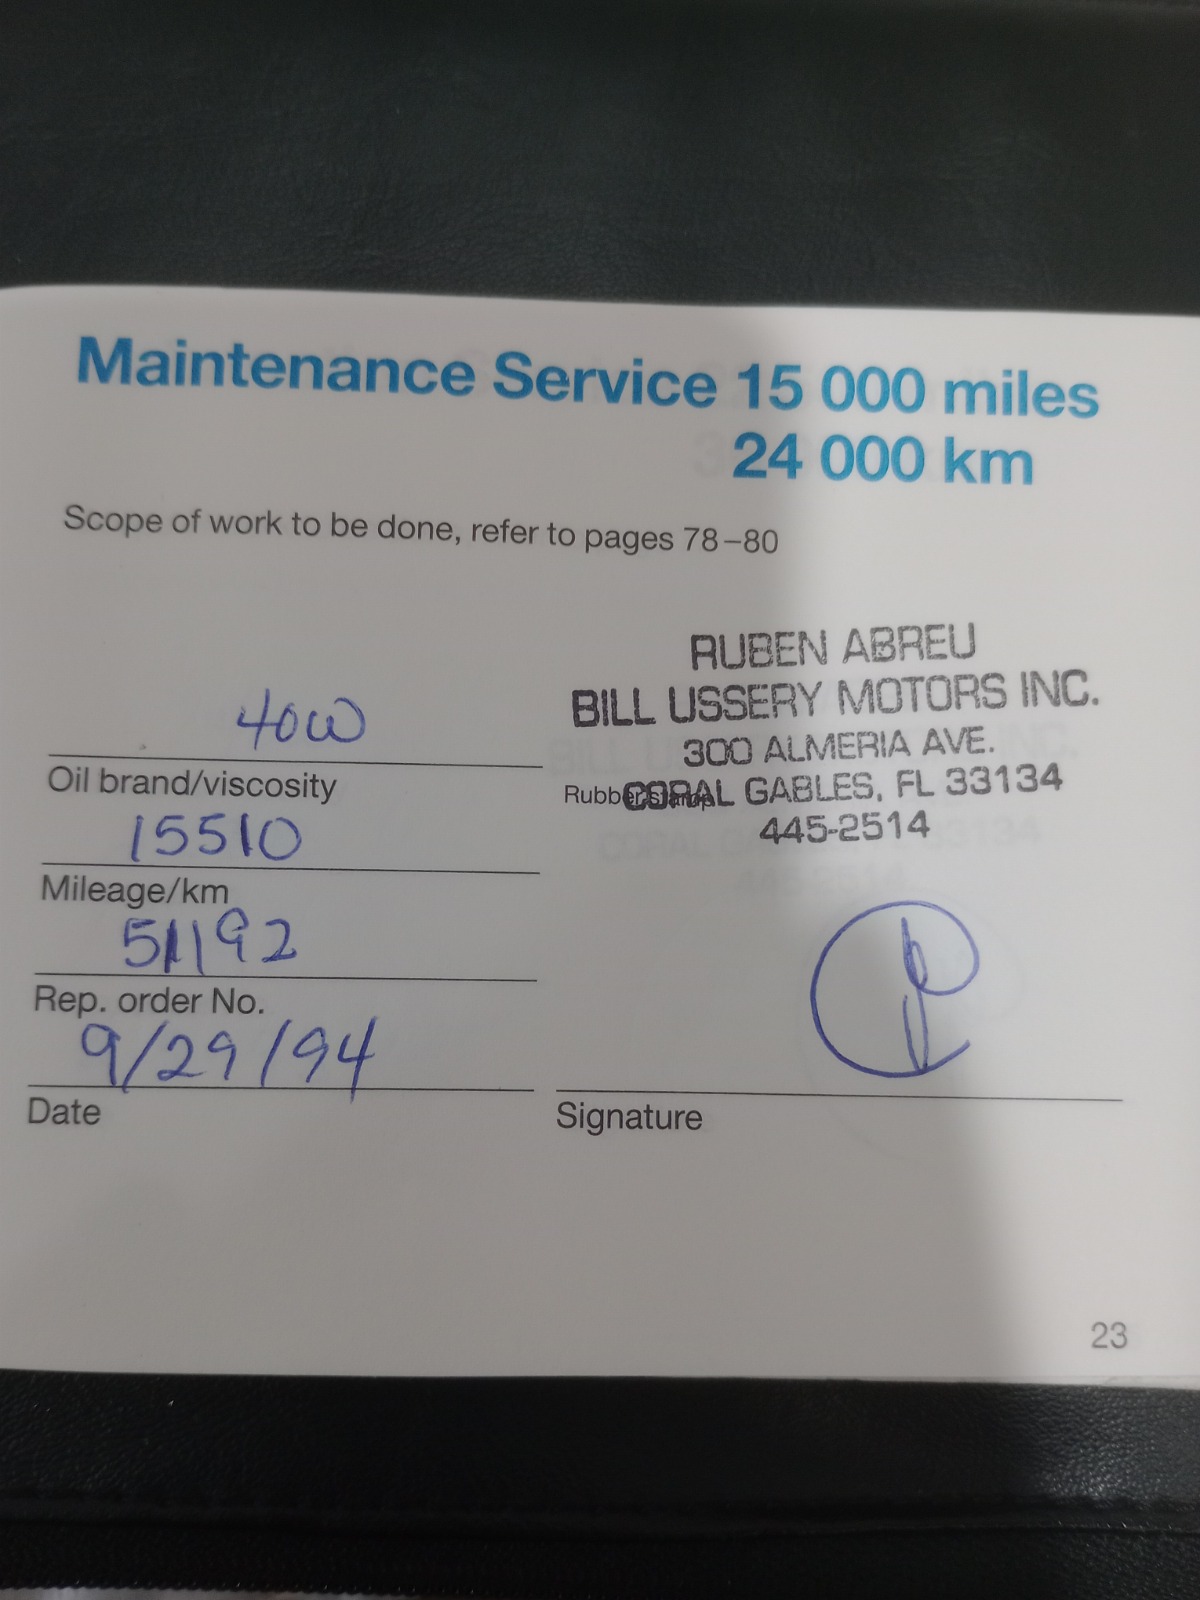 Maintenance Service 15 000 miles
24 000 km
Scope of work to be done, refer to pages 78–80
RUBEN ABREU
BILL USSERY MOTORS INC.
300 ALMERIA AVE.
CORAL GABLES, FL 33134
445-2514
Rubber stamp
40W
Oil brand/viscosity
15510
Mileage/km
Rep. order No.
9/29/94
Date
Signature
23